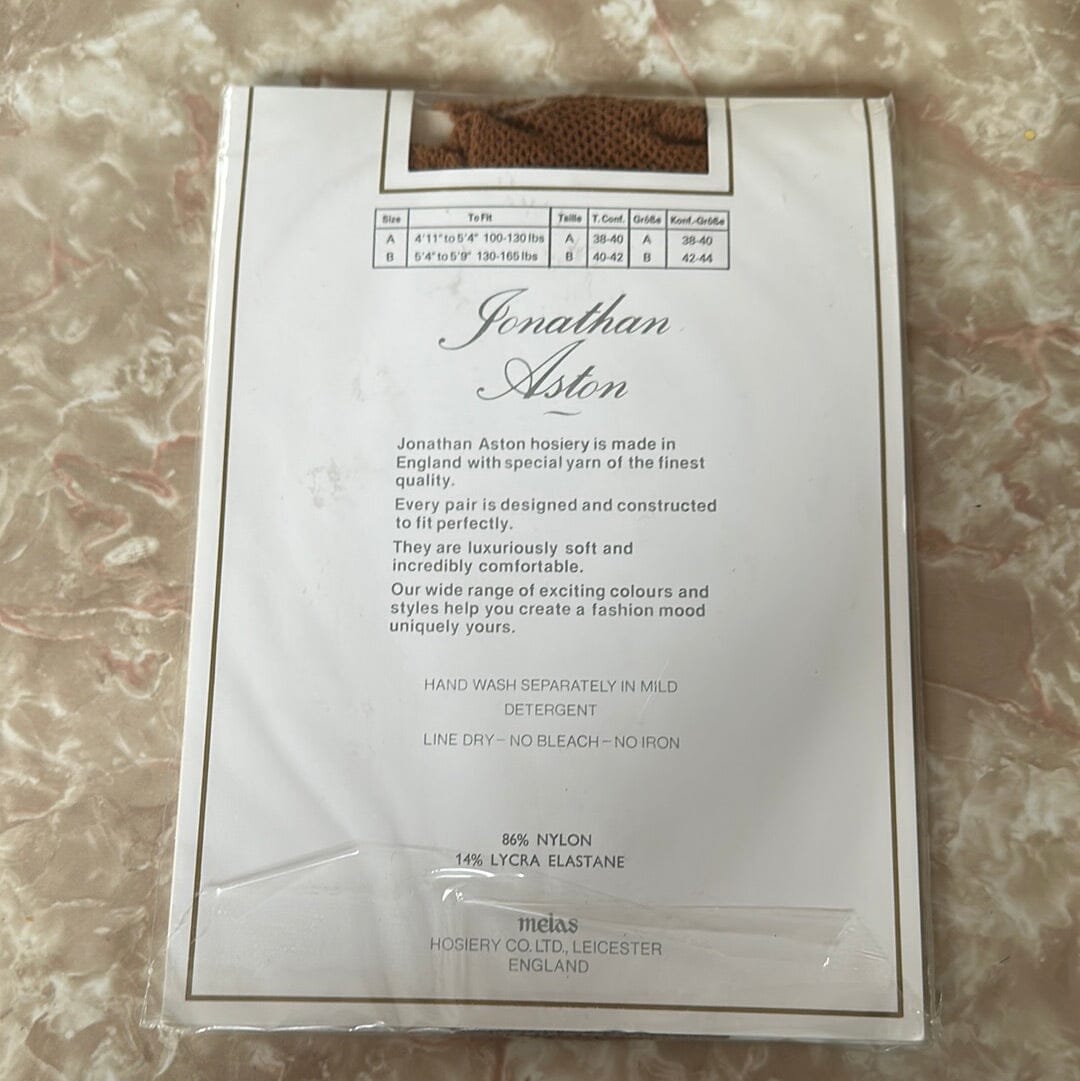 Size To Fit Taille T. Conf. Größe Konf.-Größe
A 4'11" to 5'4" 100-130 lbs A 38-40 A 38-40
B 5'4" to 5'9" 130-165 lbs B 40-42 B 42-44
Jonathan
Aston
Jonathan Aston hosiery is made in
England with special yarn of the finest
quality.
Every pair is designed and constructed
to fit perfectly.
They are luxuriously soft and
incredibly comfortable.
Our wide range of exciting colours and
styles help you create a fashion mood
uniquely yours.
HAND WASH SEPARATELY IN MILD
DETERGENT
LINE DRY – NO BLEACH – NO IRON
86% NYLON
14% LYCRA ELASTANE
meias
HOSIERY CO. LTD., LEICESTER
ENGLAND